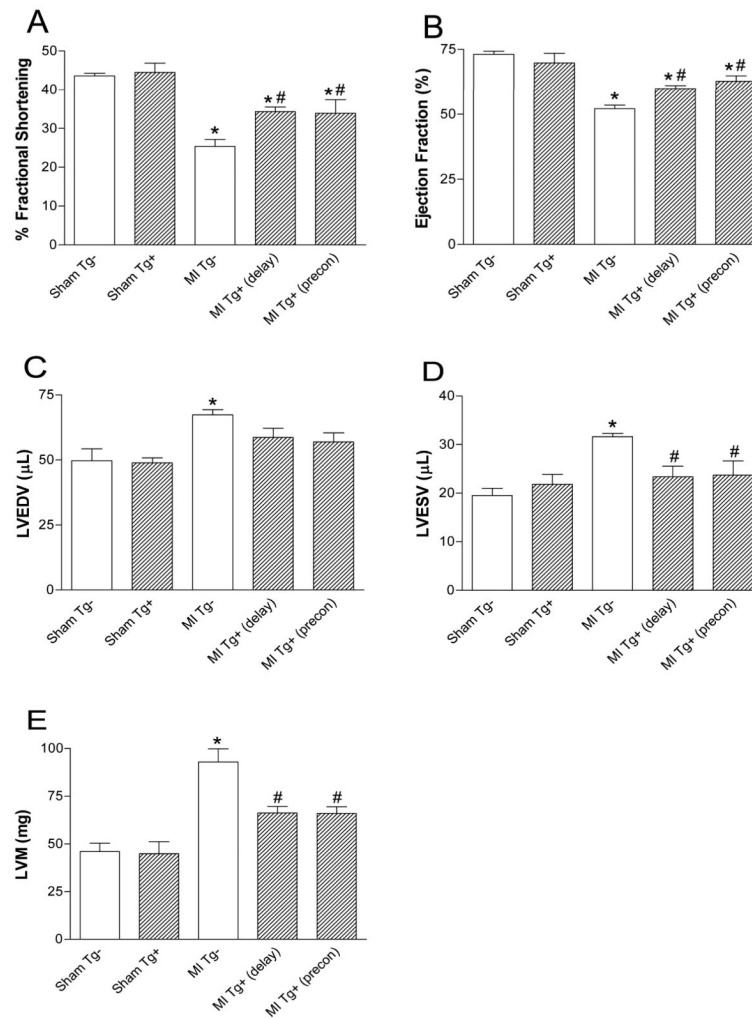 A
% Fractional Shortening
50
40
30
20
10
0
*
* #
* #
Sham Tg-
Sham Tg+
MI Tg-
MI Tg+ (delay)
MI Tg+ (precon)
B
Ejection Fraction (%)
75
50
25
0
*
* #
* #
Sham Tg-
Sham Tg+
MI Tg-
MI Tg+ (delay)
MI Tg+ (precon)
C
LVEDV (μL)
75
50
25
0
*
Sham Tg-
Sham Tg+
MI Tg-
MI Tg+ (delay)
MI Tg+ (precon)
D
LVESV (μL)
40
30
20
10
0
*
#
#
Sham Tg-
Sham Tg+
MI Tg-
MI Tg+ (delay)
MI Tg+ (precon)
E
LVM (mg)
100
75
50
25
0
*
#
#
Sham Tg-
Sham Tg+
MI Tg-
MI Tg+ (delay)
MI Tg+ (precon)